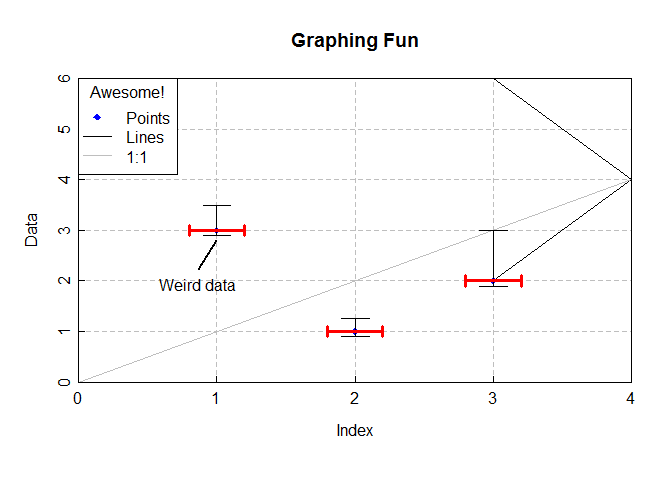 Graphing Fun
Awesome!
Points
Lines
1:1
Weird data
Data
0
1
2
3
4
5
6
0 1 2 3 4
Index